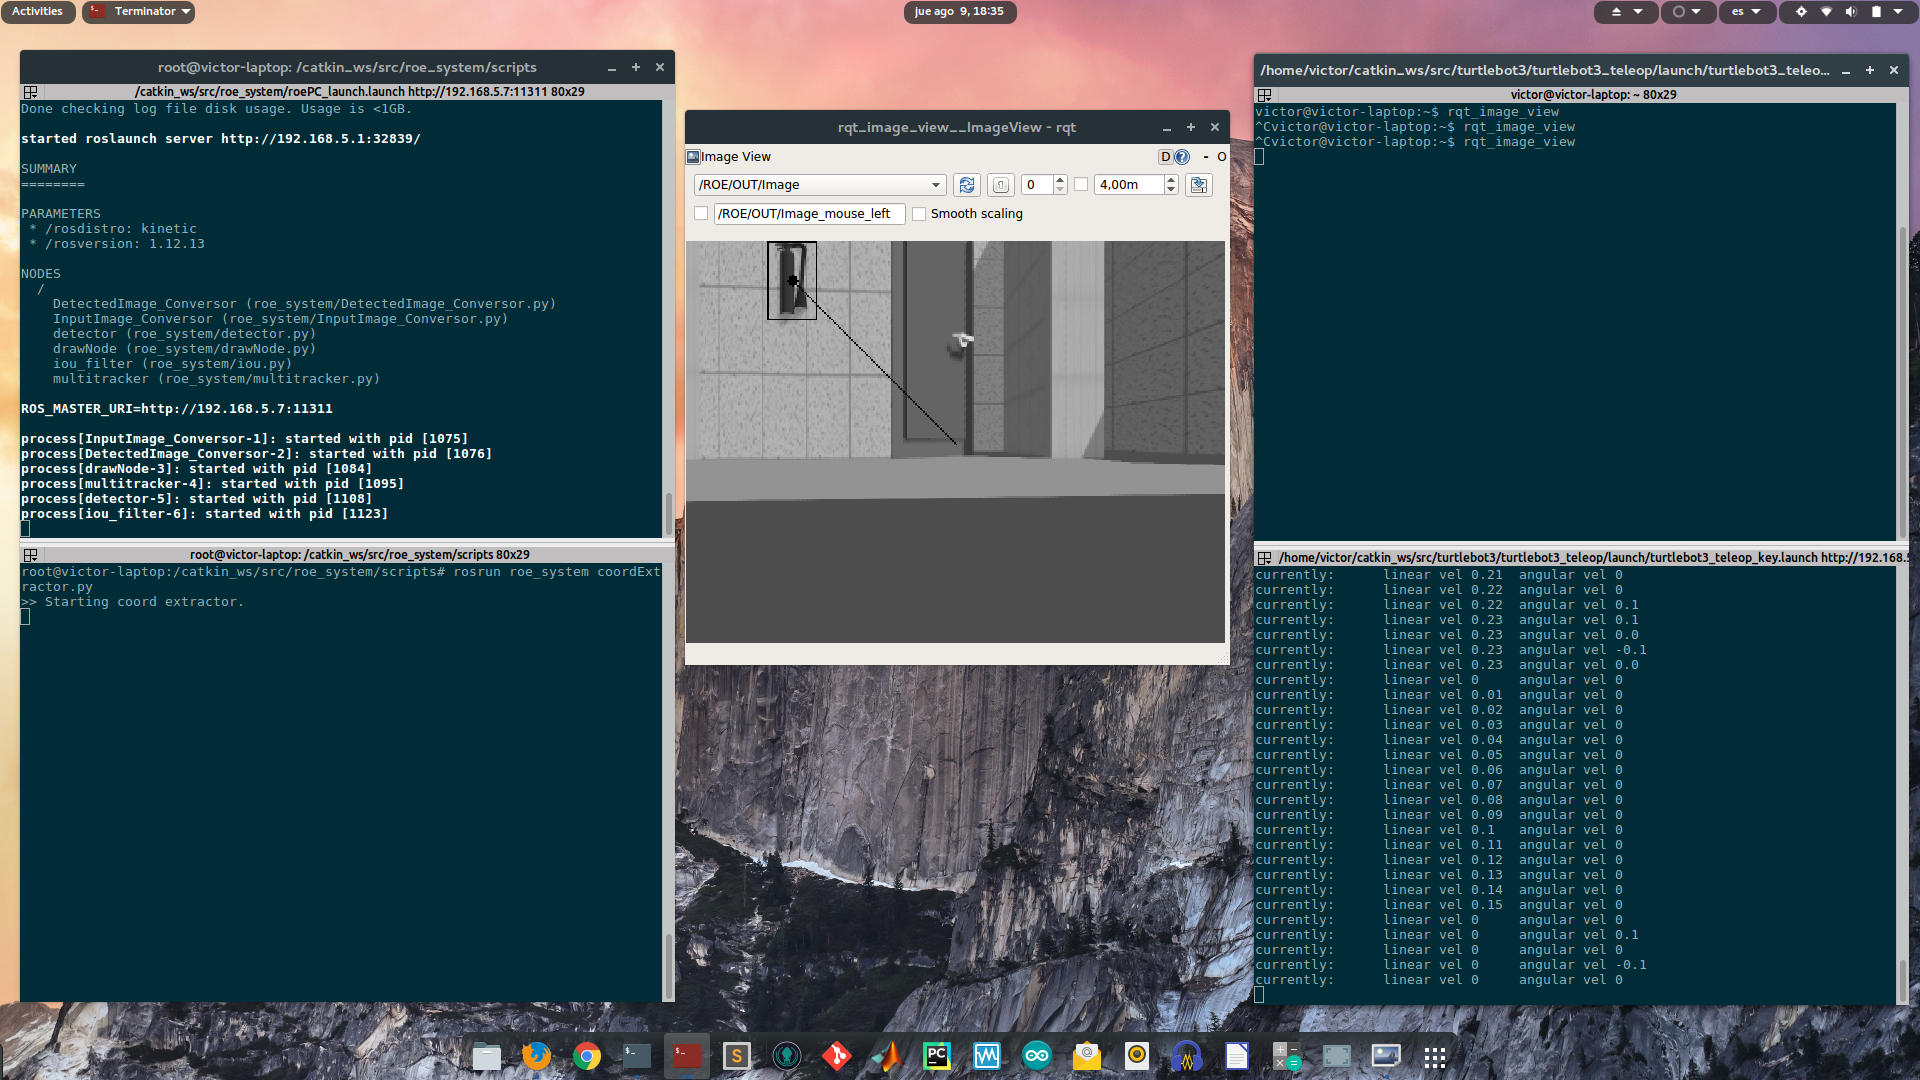 Activities
Terminator
jue ago 9, 18:35
es
root@victor-laptop: /catkin_ws/src/roe_system/scripts
/catkin_ws/src/roe_system/roePC_launch.launch http://192.168.5.7:11311 80x29
Done checking log file disk usage. Usage is <1GB.
started roslaunch server http://192.168.5.1:32839/
SUMMARY
========
PARAMETERS
* /rosdistro: kinetic
* /rosversion: 1.12.13
NODES
/
DetectedImage_Conversor (roe_system/DetectedImage_Conversor.py)
InputImage_Conversor (roe_system/InputImage_Conversor.py)
detector (roe_system/detector.py)
drawNode (roe_system/drawNode.py)
iou_filter (roe_system/iou.py)
multitracker (roe_system/multitracker.py)
ROS_MASTER_URI=http://192.168.5.7:11311
process[InputImage_Conversor-1]: started with pid [1075]
process[DetectedImage_Conversor-2]: started with pid [1076]
process[drawNode-3]: started with pid [1084]
process[multitracker-4]: started with pid [1095]
process[detector-5]: started with pid [1108]
process[iou_filter-6]: started with pid [1123]
root@victor-laptop: /catkin_ws/src/roe_system/scripts 80x29
root@victor-laptop:/catkin_ws/src/roe_system/scripts# rosrun roe_system coordExt
ractor.py
>> Starting coord extractor.
rqt_image_view__ImageView - rqt
Image View
D ? - O
/ROE/OUT/Image
0
4,00m
/ROE/OUT/Image_mouse_left
Smooth scaling
/home/victor/catkin_ws/src/turtlebot3/turtlebot3_teleop/launch/turtlebot3_teleo...
victor@victor-laptop: ~ 80x29
victor@victor-laptop:~$ rqt_image_view
^Cvictor@victor-laptop:~$ rqt_image_view
^Cvictor@victor-laptop:~$ rqt_image_view
/home/victor/catkin_ws/src/turtlebot3/turtlebot3_teleop/launch/turtlebot3_teleop_key.launch http://192.168.5
currently: linear vel 0.21 angular vel 0
currently: linear vel 0.22 angular vel 0
currently: linear vel 0.22 angular vel 0.1
currently: linear vel 0.23 angular vel 0.1
currently: linear vel 0.23 angular vel 0.0
currently: linear vel 0.23 angular vel -0.1
currently: linear vel 0.23 angular vel 0.0
currently: linear vel 0 angular vel 0
currently: linear vel 0.01 angular vel 0
currently: linear vel 0.02 angular vel 0
currently: linear vel 0.03 angular vel 0
currently: linear vel 0.04 angular vel 0
currently: linear vel 0.05 angular vel 0
currently: linear vel 0.06 angular vel 0
currently: linear vel 0.07 angular vel 0
currently: linear vel 0.08 angular vel 0
currently: linear vel 0.09 angular vel 0
currently: linear vel 0.1 angular vel 0
currently: linear vel 0.11 angular vel 0
currently: linear vel 0.12 angular vel 0
currently: linear vel 0.13 angular vel 0
currently: linear vel 0.14 angular vel 0
currently: linear vel 0.15 angular vel 0
currently: linear vel 0 angular vel 0
currently: linear vel 0 angular vel 0.1
currently: linear vel 0 angular vel 0
currently: linear vel 0 angular vel -0.1
currently: linear vel 0 angular vel 0
S
PC